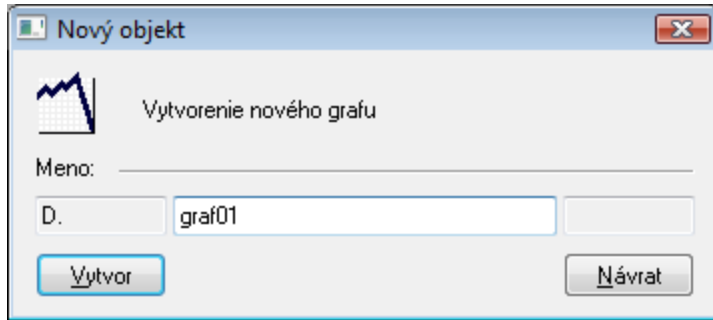 Nový objekt
Vytvorenie nového grafu
Meno:
D. graf01
Vytvor Návrat